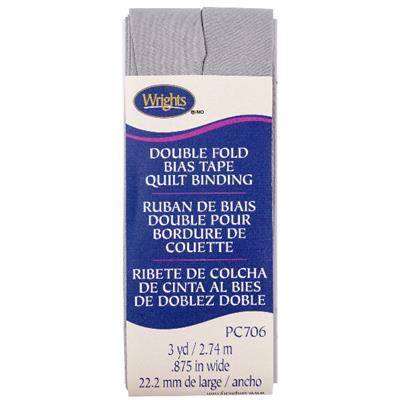 Wrights
®/MD
DOUBLE FOLD
BIAS TAPE
QUILT BINDING
RUBAN DE BIAIS
DOUBLE POUR
BORDURE DE
COUETTE
RIBETE DE COLCHA
DE CINTA AL BIES
DE DOBLEZ DOBLE
PC706
3 yd / 2.74 m
.875 in wide
22.2 mm de large / ancho